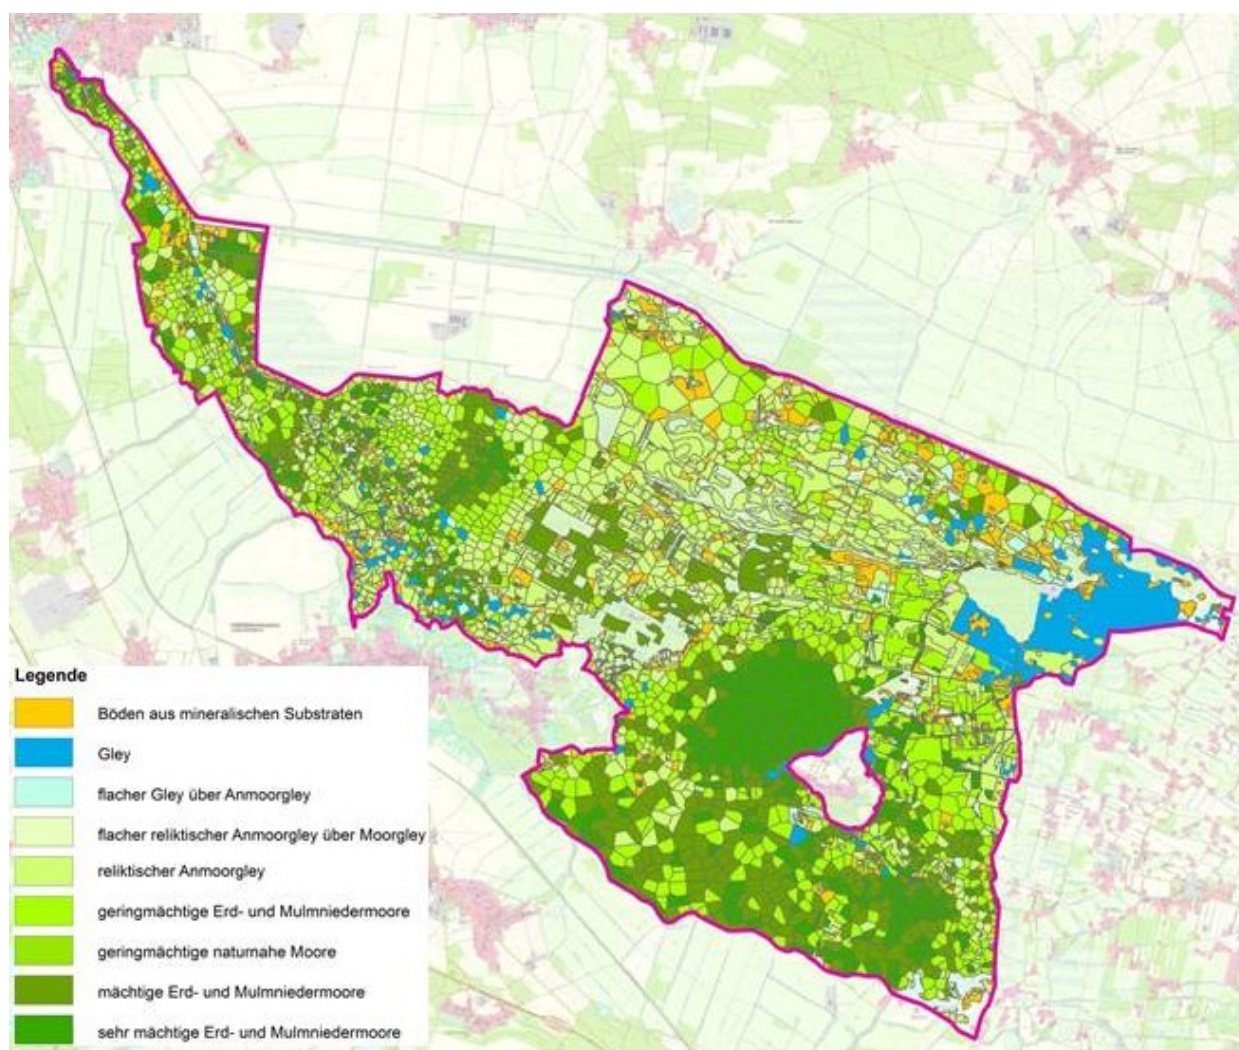 Legende
Böden aus mineralischen Substraten
Gley
flacher Gley über Anmoorgley
flacher reliktischer Anmoorgley über Moorgley
reliktischer Anmoorgley
geringmächtige Erd- und Mulmniedermoore
geringmächtige naturnahe Moore
mächtige Erd- und Mulmniedermoore
sehr mächtige Erd- und Mulmniedermoore